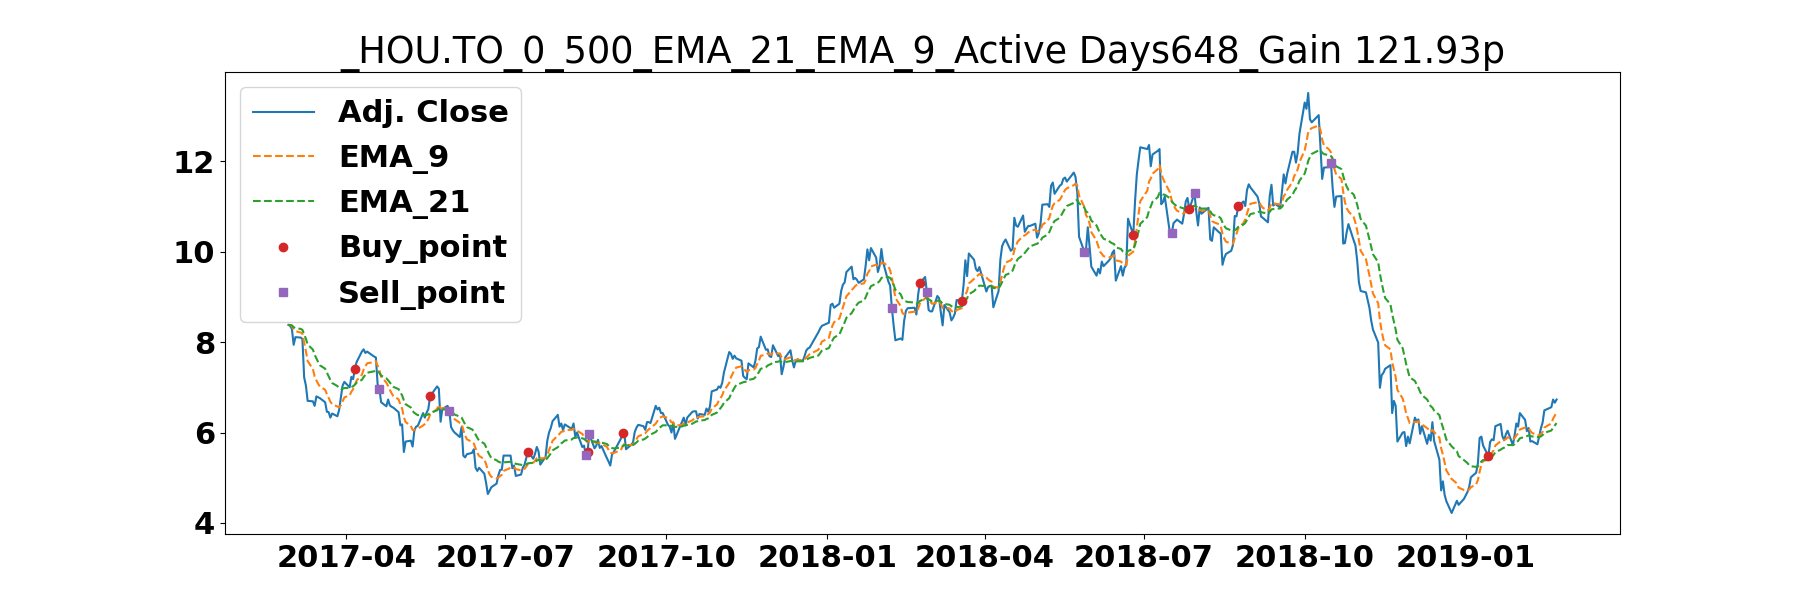 _HOU.TO_0_500_EMA_21_EMA_9_Active Days648_Gain 121.93p
Adj. Close
EMA_9
EMA_21
Buy_point
Sell_point
12
10
8
6
4
2017-04 2017-07 2017-10 2018-01 2018-04 2018-07 2018-10 2019-01